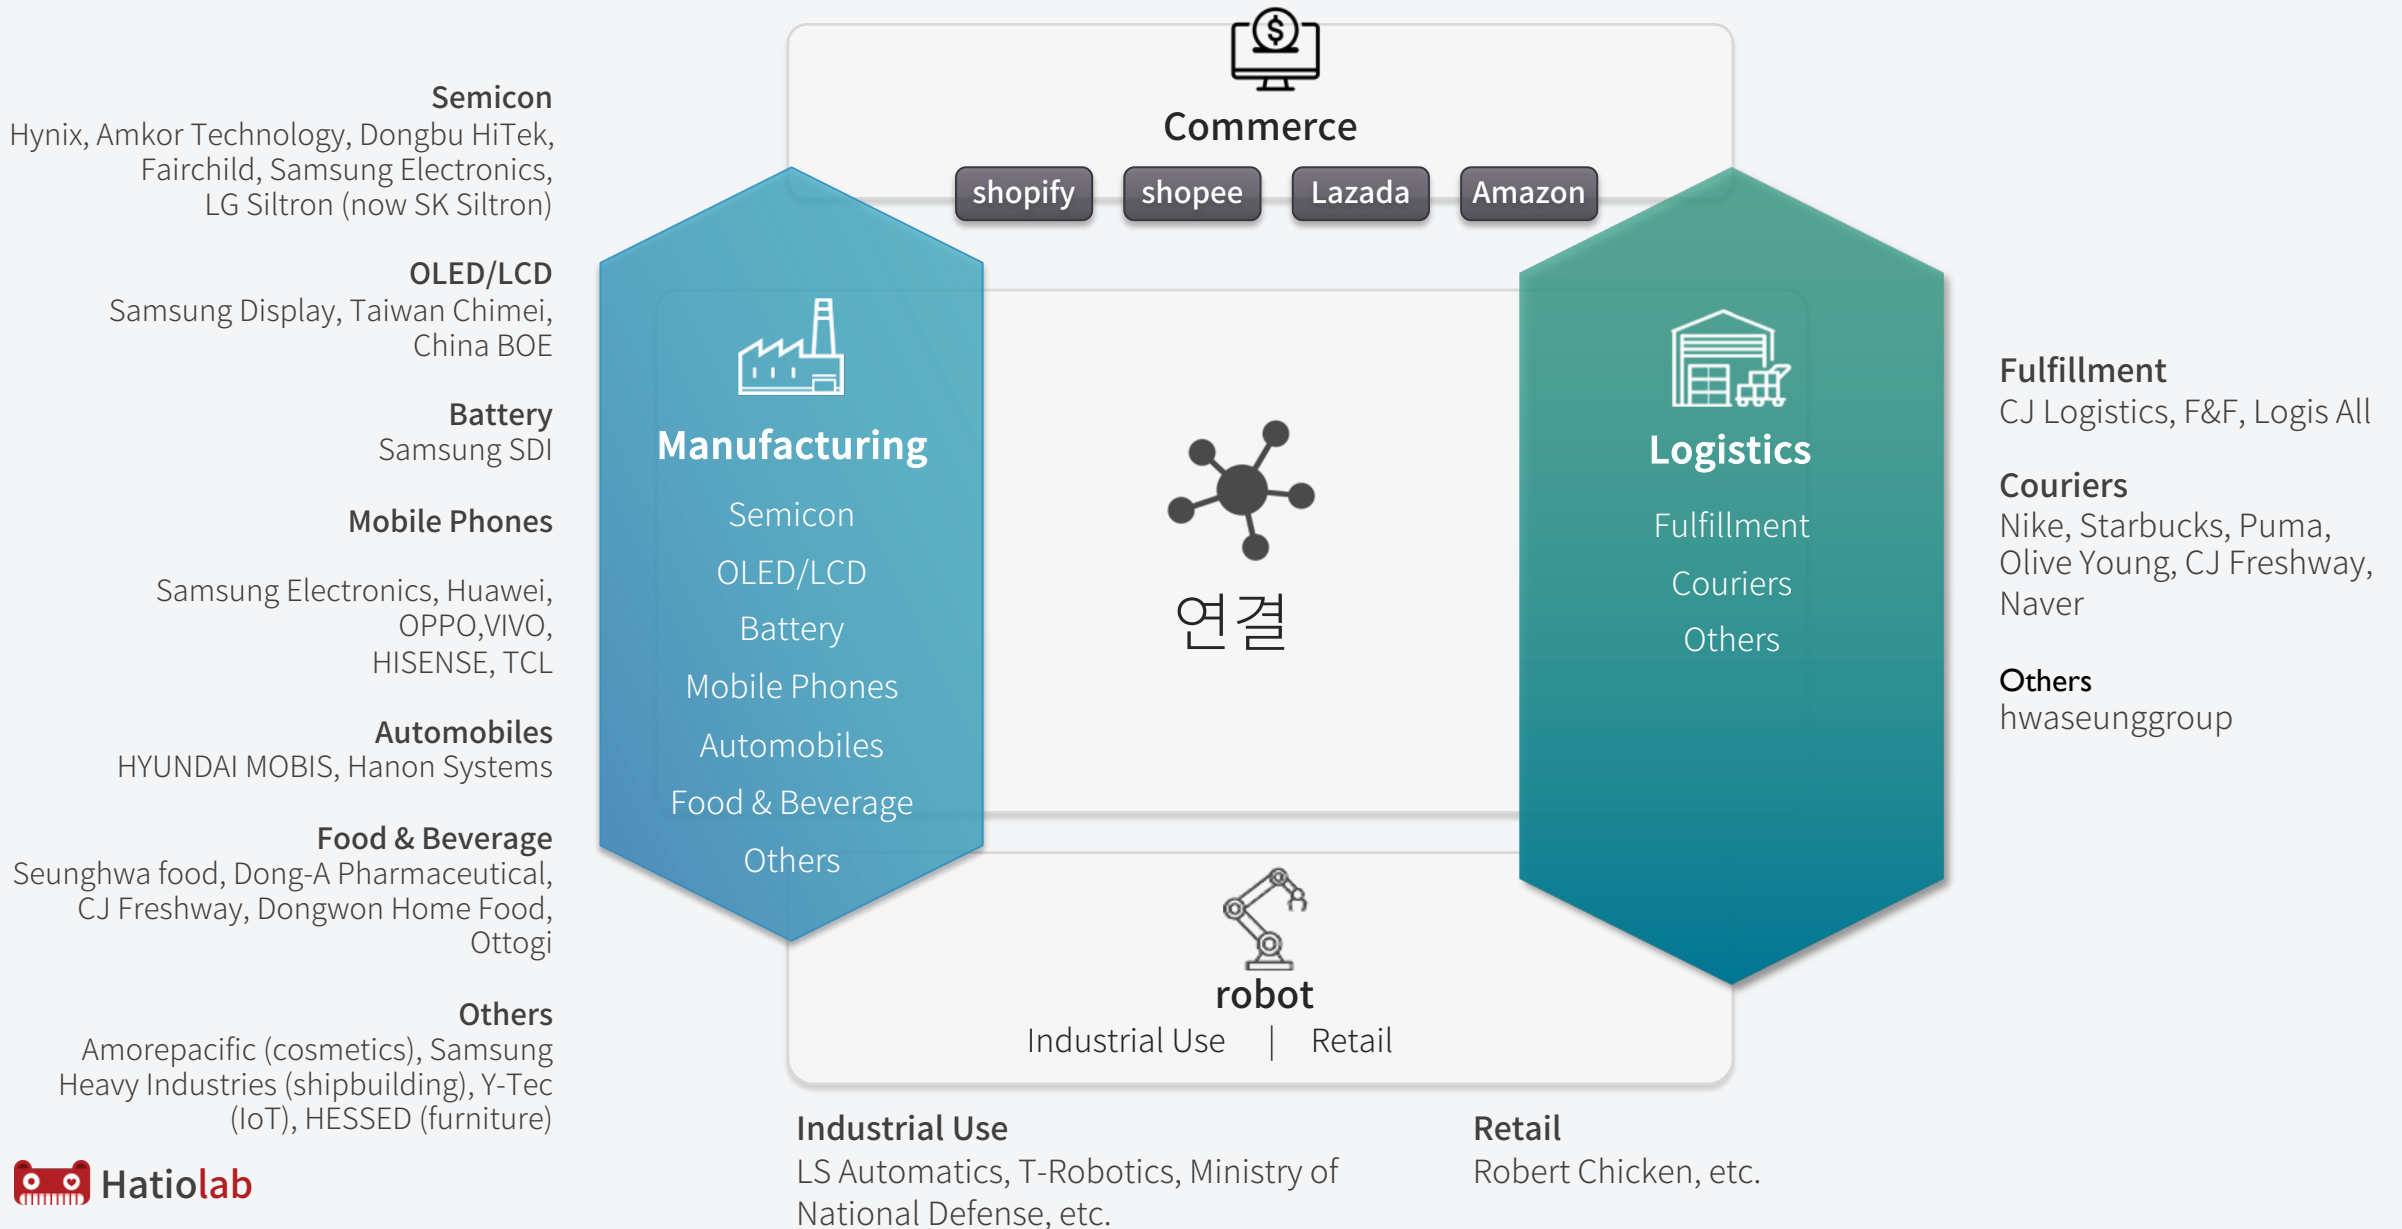 Semicon
Hynix, Amkor Technology, Dongbu HiTek,
Fairchild, Samsung Electronics,
LG Siltron (now SK Siltron)
OLED/LCD
Samsung Display, Taiwan Chimei,
China BOE
Battery
Samsung SDI
Mobile Phones
Samsung Electronics, Huawei,
OPPO,VIVO,
HISENSE, TCL
Automobiles
HYUNDAI MOBIS, Hanon Systems
Food & Beverage
Seunghwa food, Dong-A Pharmaceutical,
CJ Freshway, Dongwon Home Food,
Ottogi
Others
Amorepacific (cosmetics), Samsung
Heavy Industries (shipbuilding), Y-Tec
(IoT), HESSED (furniture)
Hatiolab
$
Commerce
shopify
shopee
Lazada
Amazon
Manufacturing
Semicon
OLED/LCD
Battery
Mobile Phones
Automobiles
Food & Beverage
Others
연결
Logistics
Fulfillment
Couriers
Others
robot
Industrial Use | Retail
Industrial Use
LS Automatics, T-Robotics, Ministry of
National Defense, etc.
Retail
Robert Chicken, etc.
Fulfillment
CJ Logistics, F&F, Logis All
Couriers
Nike, Starbucks, Puma,
Olive Young, CJ Freshway,
Naver
Others
hwaseunggroup